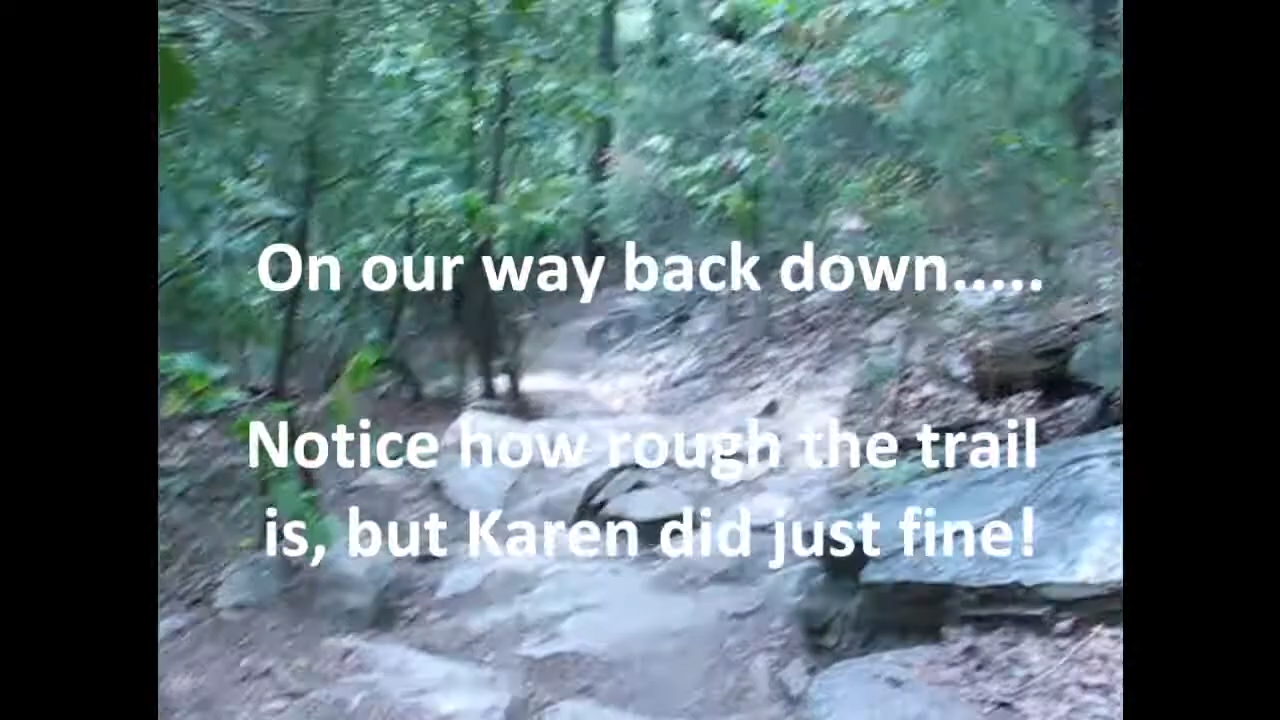 On our way back down.....
Notice how rough the trail
is, but Karen did just fine!